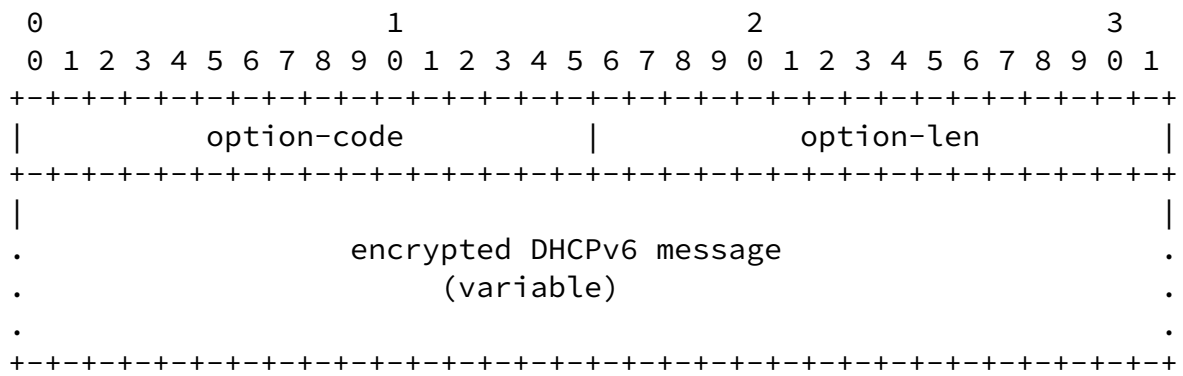 0                   1                   2                   3
0 1 2 3 4 5 6 7 8 9 0 1 2 3 4 5 6 7 8 9 0 1 2 3 4 5 6 7 8 9 0 1
+-+-+-+-+-+-+-+-+-+-+-+-+-+-+-+-+-+-+-+-+-+-+-+-+-+-+-+-+-+-+-+-+
|          option-code          |           option-len          |
+-+-+-+-+-+-+-+-+-+-+-+-+-+-+-+-+-+-+-+-+-+-+-+-+-+-+-+-+-+-+-+-+
|                                                               |
.                  encrypted DHCPv6 message                     .
.                       (variable)                              .
.                                                               .
+-+-+-+-+-+-+-+-+-+-+-+-+-+-+-+-+-+-+-+-+-+-+-+-+-+-+-+-+-+-+-+-+